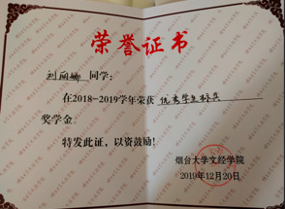 荣誉证书
刘丽娜 同学：
在2018-2019学年荣获 优秀学生标兵
奖学金。
特发此证，以资鼓励！
烟台大学文经学院
2019年12月20日